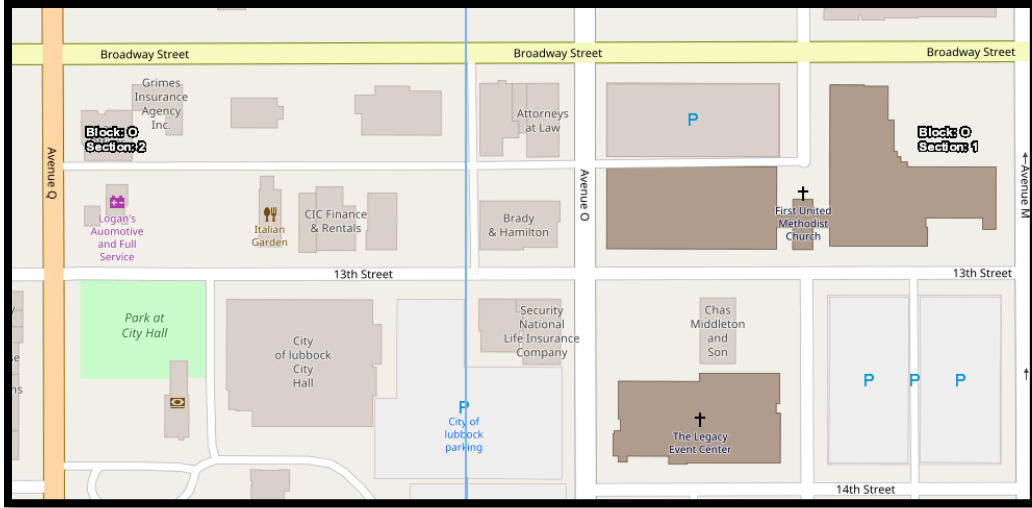 Broadway Street
Broadway Street
Broadway Street
Grimes
Insurance
Agency
Inc.
Block: O
Section: 2
Attorneys
at Law
P
Block: O
Section: 1
Avenue Q
Avenue O
←Avenue M
Logan's
Auomotive
and Full
Service
Italian
Garden
CIC Finance
& Rentals
Brady
& Hamilton
First United
Methodist
Church
13th Street
13th Street
Park at
City Hall
City
of lubbock
City
Hall
Security
National
Life Insurance
Company
Chas
Middleton
and
Son
P
P
P
P
City of
lubbock
parking
The Legacy
Event Center
14th Street